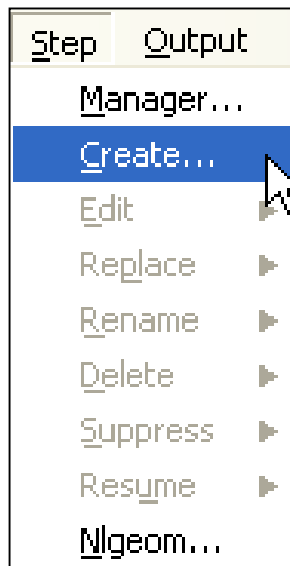 Step Output
Manager...
Create...
Edit
Replace
Rename
Delete
Suppress
Resume
Nlgeom...